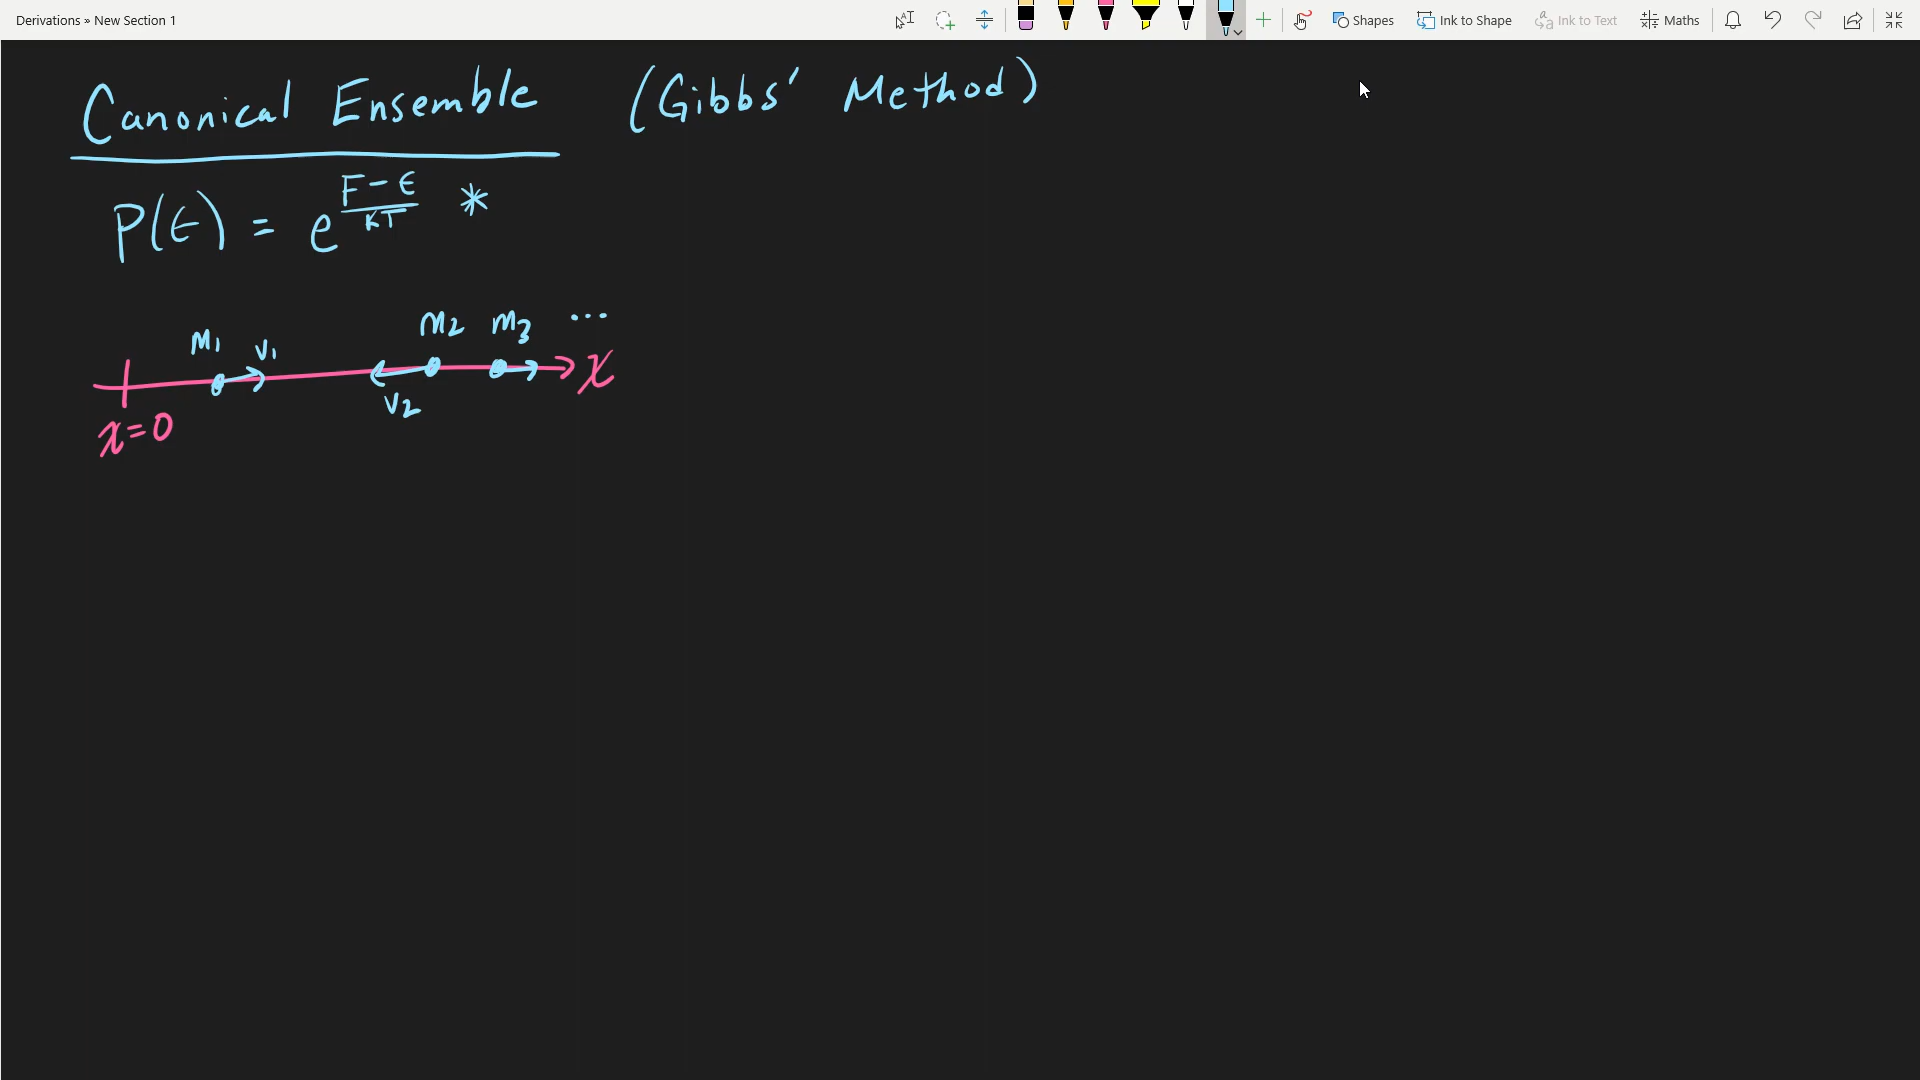 Derivations » New Section 1
Shapes
Ink to Shape
Ink to Text
Maths
Canonical Ensemble (Gibbs' Method)
P(ϵ) = e^{(F-ϵ)/kT} *
m₁ v₁ m₂ m₃ ...
x
v₂
x=0